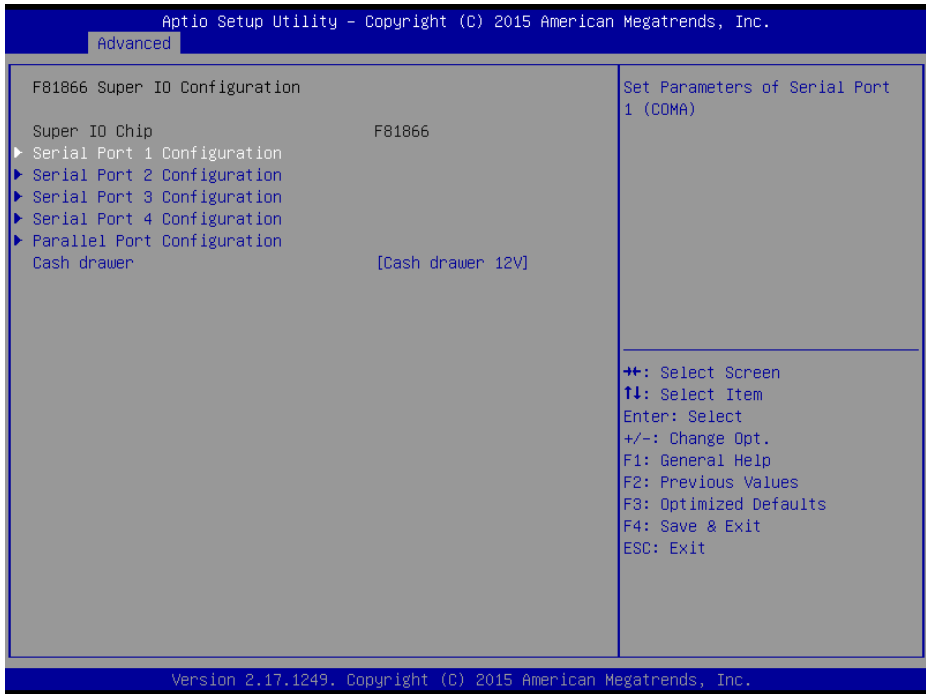 Aptio Setup Utility – Copyright (C) 2015 American Megatrends, Inc.
Advanced
F81866 Super IO Configuration
Super IO Chip F81866
Serial Port 1 Configuration
Serial Port 2 Configuration
Serial Port 3 Configuration
Serial Port 4 Configuration
Parallel Port Configuration
Cash drawer [Cash drawer 12V]
Set Parameters of Serial Port
1 (COMA)
→←: Select Screen
↑↓: Select Item
Enter: Select
+/-: Change Opt.
F1: General Help
F2: Previous Values
F3: Optimized Defaults
F4: Save & Exit
ESC: Exit
Version 2.17.1249. Copyright (C) 2015 American Megatrends, Inc.